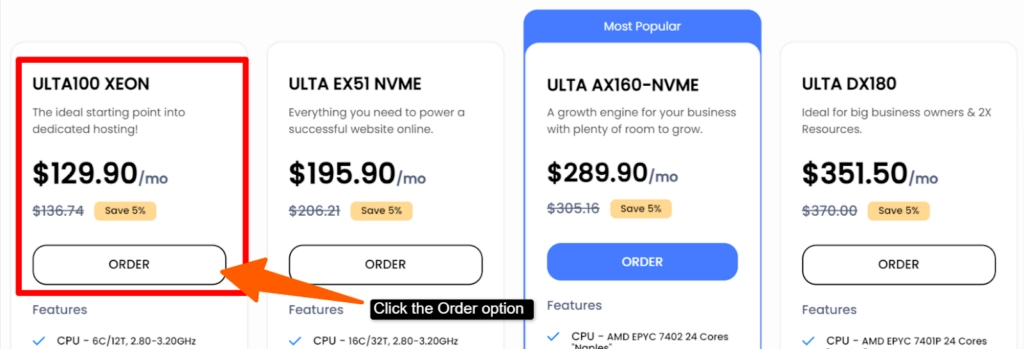 Most Popular
ULTA100 XEON
The ideal starting point into
dedicated hosting!
$129.90/mo
$136.74 Save 5%
ORDER
Features
CPU - 6C/12T, 2.80-3.20GHz
ULTA EX51 NVME
Everything you need to power a
successful website online.
$195.90/mo
$206.21 Save 5%
ORDER
Features
CPU - 16C/32T, 2.80-3.20GHz
ULTA AX160-NVME
A growth engine for your business
with plenty of room to grow.
$289.90/mo
$305.16 Save 5%
ORDER
Features
CPU - AMD EPYC 7402 24 Cores
"Naples"
ULTA DX180
Ideal for big business owners & 2X
Resources.
$351.50/mo
$370.00 Save 5%
ORDER
Features
CPU - AMD EPYC 7401P 24 Cores
Click the Order option